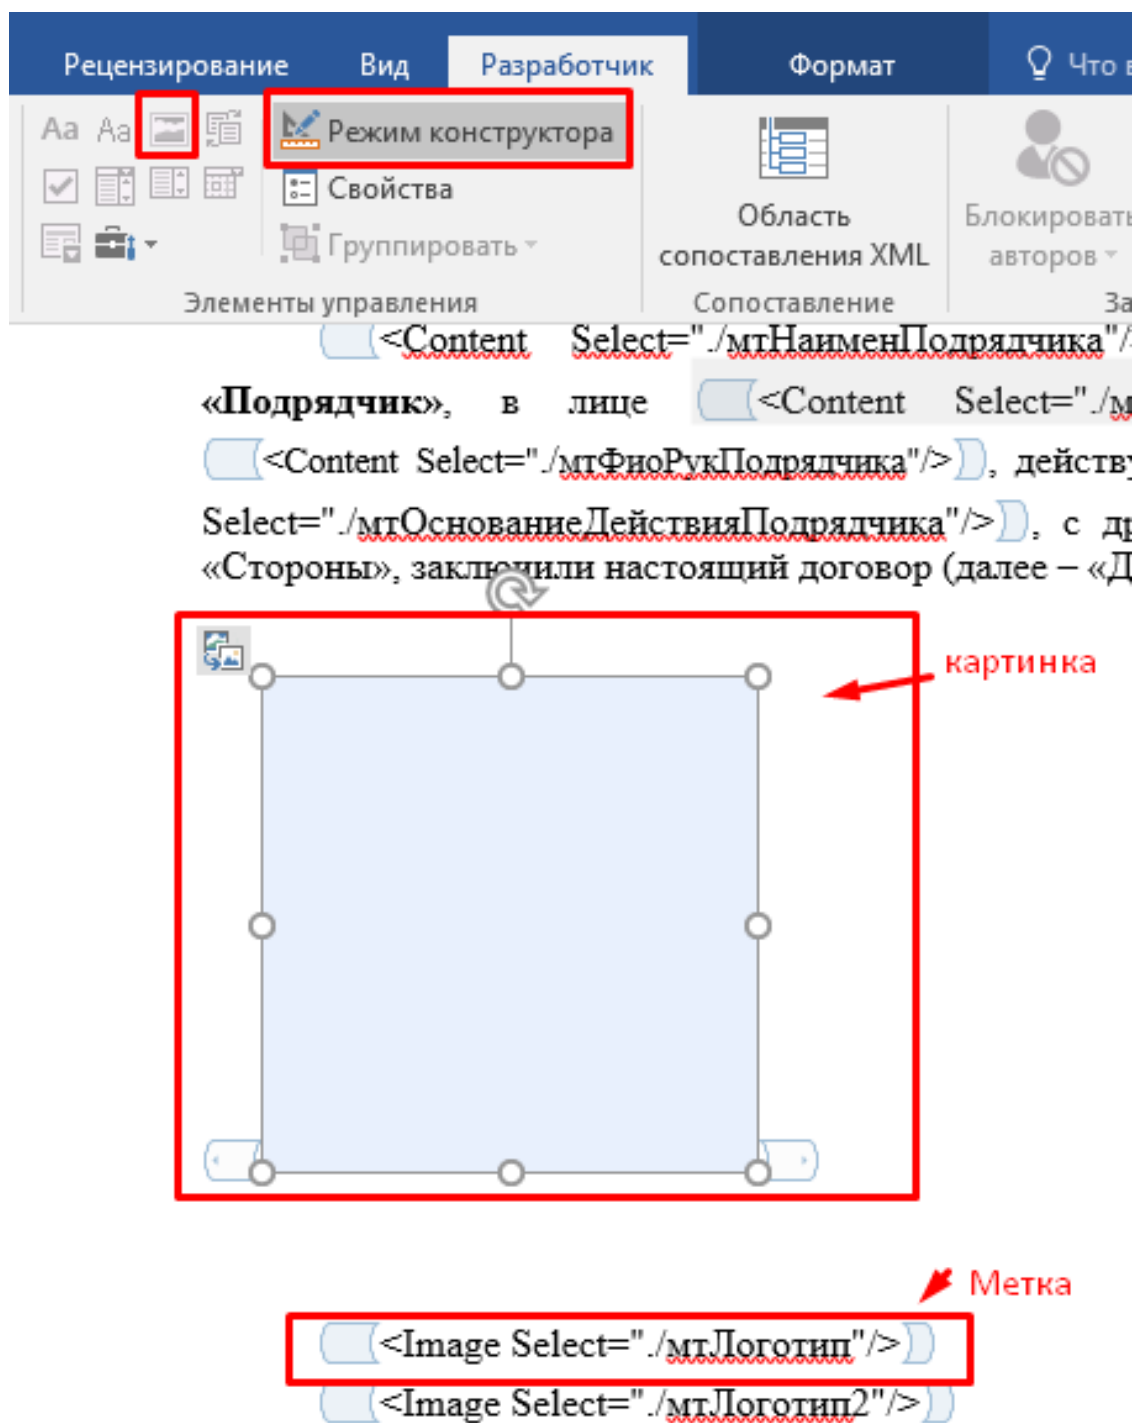 Рецензирование Вид Разработчик Формат Что
Aa Aa Режим конструктора
Свойства
Группировать
Область сопоставления XML
Блокировать авторов
Элементы управления Сопоставление За
<Content Select="./мтНаименПодрядчика"/>
«Подрядчик», в лице <Content Select="./м
<Content Select="./мтФиоРукПодрядчика"/>, действу
Select="./мтОснованиеДействияПодрядчика"/>, с др
«Стороны», заключили настоящий договор (далее – «Д
картинка
Метка
<Image Select="./мтЛоготип"/>
<Image Select="./мтЛоготип2"/>